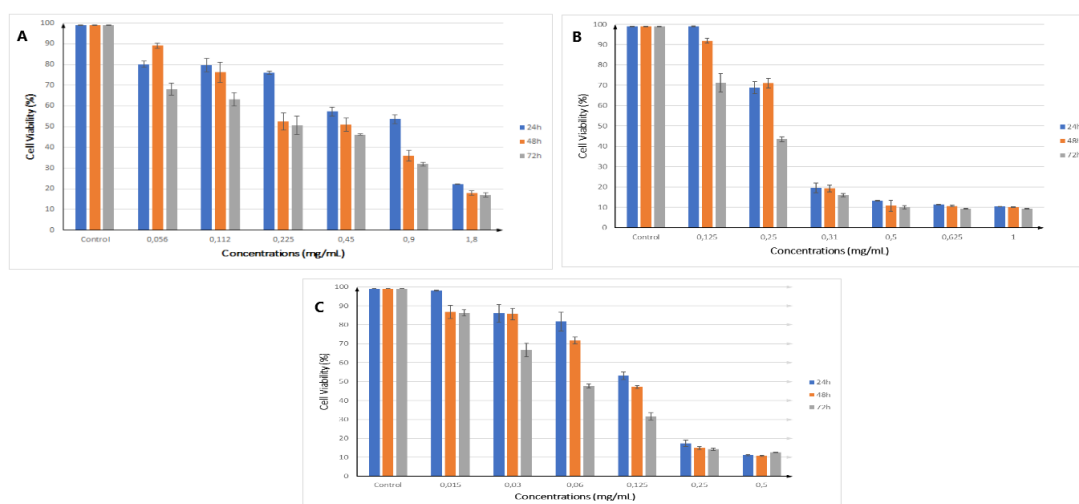 A
Cell Viability (%)
100
90
80
70
60
50
40
30
20
10
0
Control 0,056 0,112 0,225 0,45 0,9 1,8
Concentrations (mg/mL)
24h
48h
72h
B
Cell Viability (%)
100
90
80
70
60
50
40
30
20
10
0
Control 0,125 0,25 0,31 0,5 0,625 1
Concentrations (mg/mL)
24h
48h
72h
C
Cell Viability (%)
100
90
80
70
60
50
40
30
20
10
0
Control 0,015 0,03 0,06 0,125 0,25 0,5
Concentrations (mg/mL)
24h
48h
72h